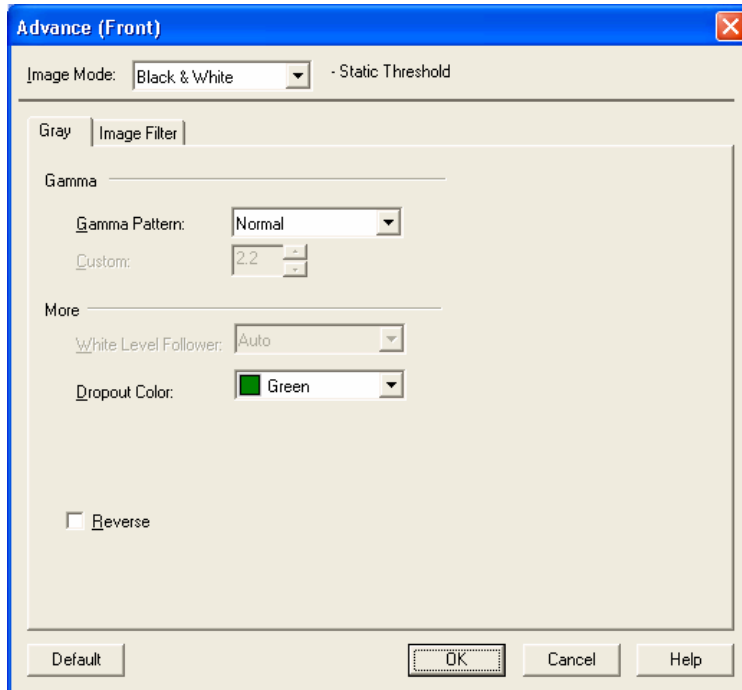 Advance (Front)
Image Mode: Black & White - Static Threshold
Gray Image Filter
Gamma
Gamma Pattern: Normal
Custom: 2.2
More
White Level Follower: Auto
Dropout Color: Green
Reverse
Default OK Cancel Help